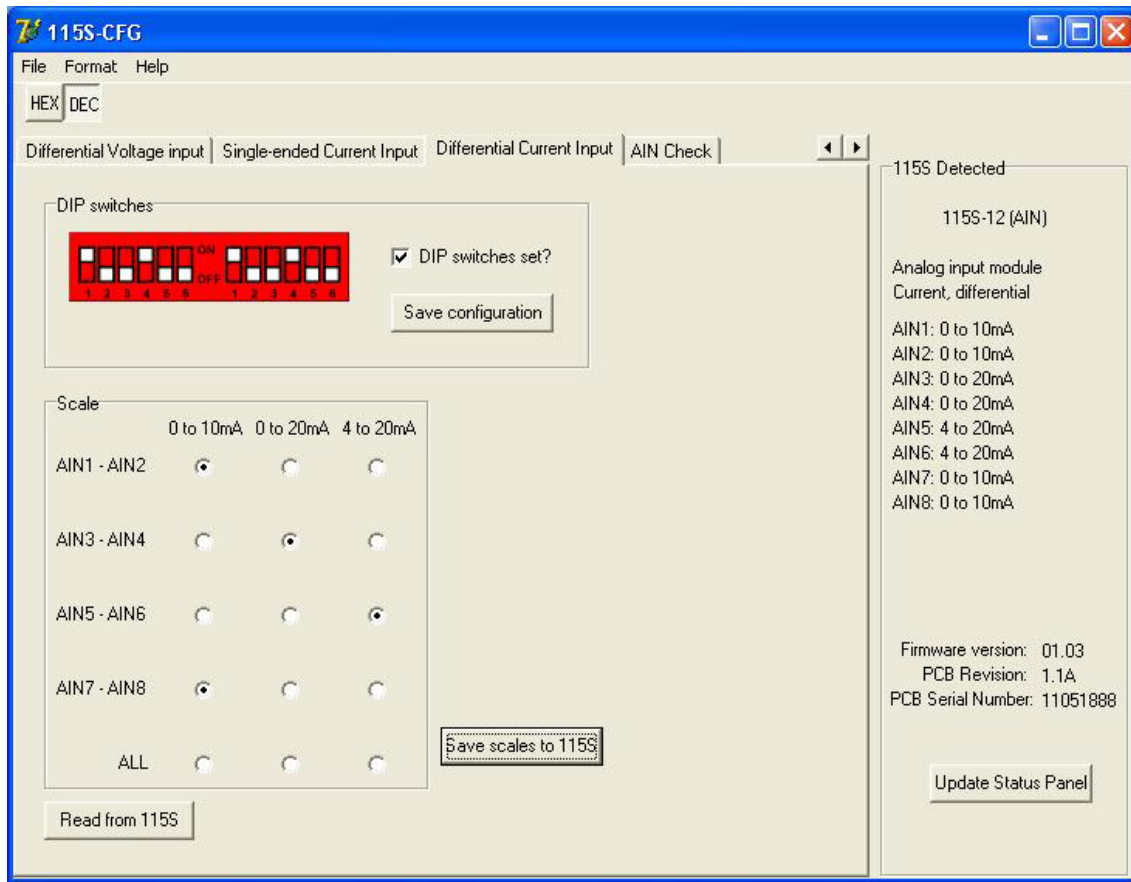 115S-CFG
File Format Help
HEX DEC
Differential Voltage input Single-ended Current Input Differential Current Input AIN Check
DIP switches
ON
OFF
1 2 3 4 5 6 1 2 3 4 5 6
DIP switches set?
Save configuration
Scale
0 to 10mA 0 to 20mA 4 to 20mA
AIN1 - AIN2
AIN3 - AIN4
AIN5 - AIN6
AIN7 - AIN8
ALL
Save scales to 115S
Read from 115S
115S Detected
115S-12 (AIN)
Analog input module
Current, differential
AIN1: 0 to 10mA
AIN2: 0 to 10mA
AIN3: 0 to 20mA
AIN4: 0 to 20mA
AIN5: 4 to 20mA
AIN6: 4 to 20mA
AIN7: 0 to 10mA
AIN8: 0 to 10mA
Firmware version: 01.03
PCB Revision: 1.1A
PCB Serial Number: 11051888
Update Status Panel